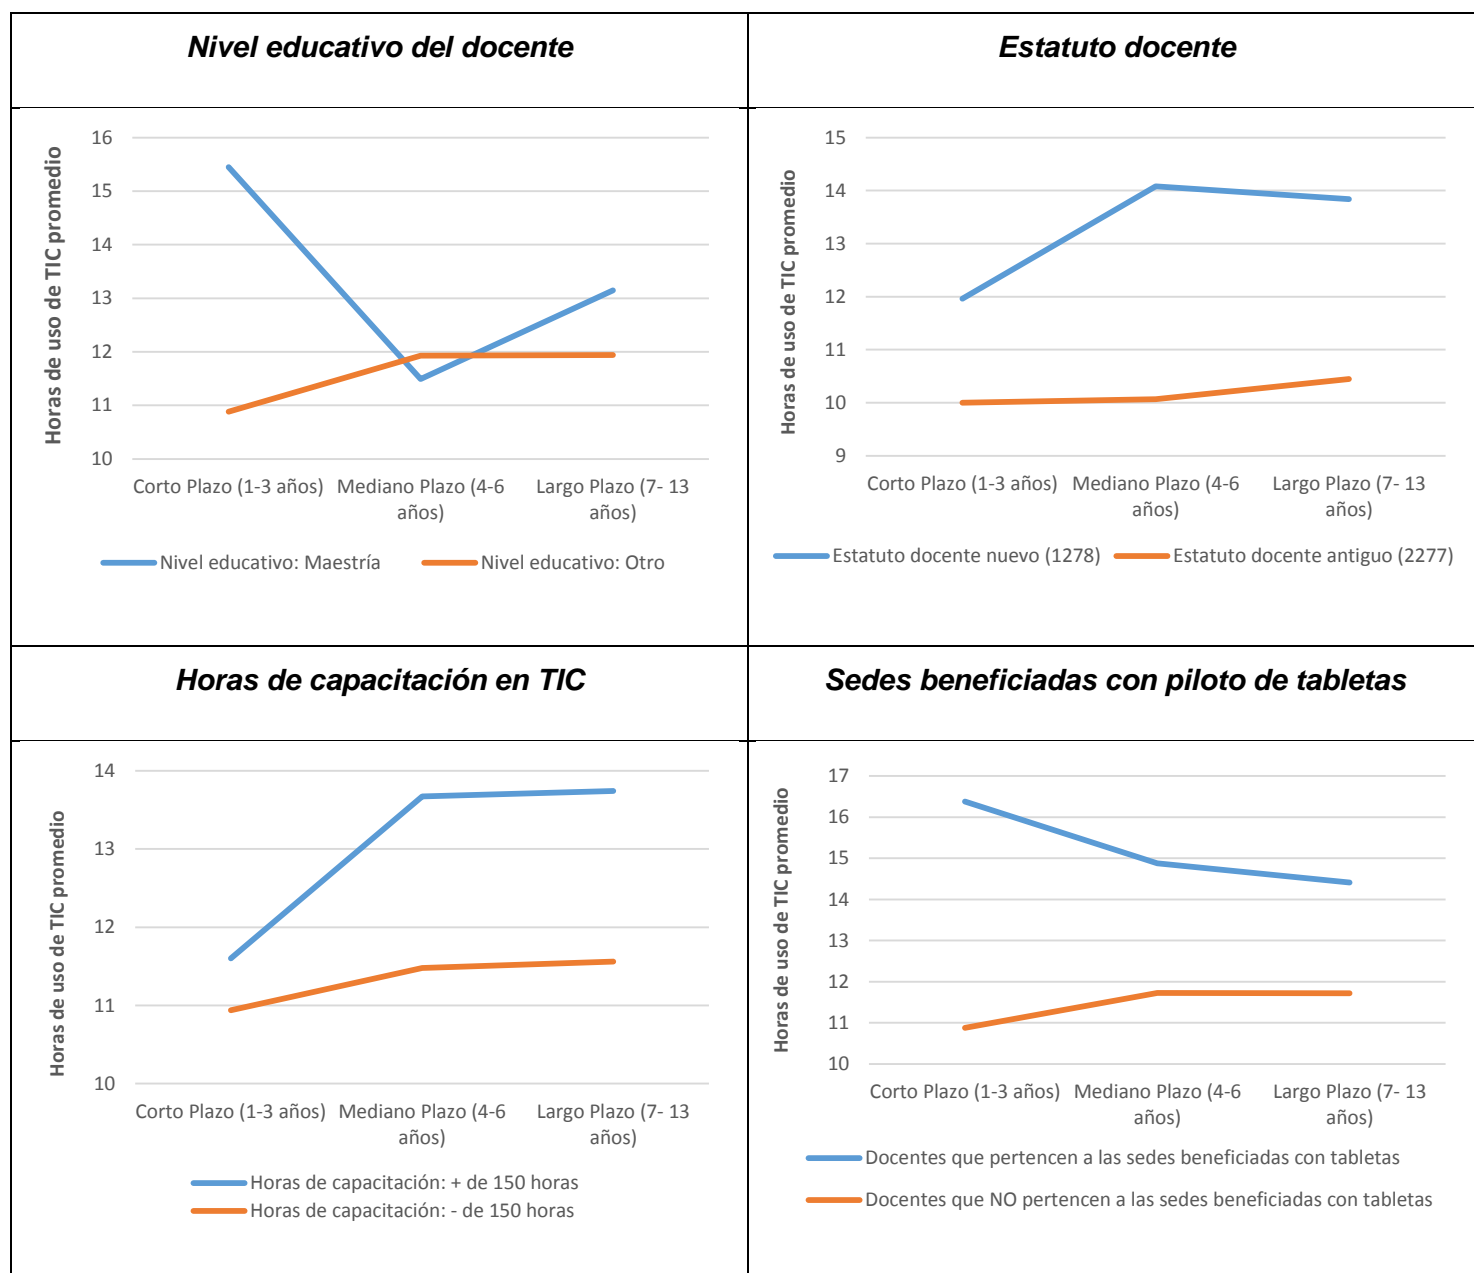 Nivel educativo del docente
Horas de uso de TIC promedio
16
15
14
13
12
11
10
Corto Plazo (1-3 años)
Mediano Plazo (4-6
años)
Largo Plazo (7- 13
años)
Nivel educativo: Maestría
Nivel educativo: Otro
Estatuto docente
Horas de uso de TIC promedio
15
14
13
12
11
10
9
Corto Plazo (1-3 años)
Mediano Plazo (4-6
años)
Largo Plazo (7- 13
años)
Estatuto docente nuevo (1278)
Estatuto docente antiguo (2277)
Horas de capacitación en TIC
Horas de uso de TIC promedio
14
13
12
11
10
Corto Plazo (1-3 años)
Mediano Plazo (4-6
años)
Largo Plazo (7- 13
años)
Horas de capacitación: + de 150 horas
Horas de capacitación: - de 150 horas
Sedes beneficiadas con piloto de tabletas
Horas de uso de TIC promedio
17
16
15
14
13
12
11
10
Corto Plazo (1-3 años)
Mediano Plazo (4-6
años)
Largo Plazo (7- 13
años)
Docentes que pertencen a las sedes beneficiadas con tabletas
Docentes que NO pertencen a las sedes beneficiadas con tabletas